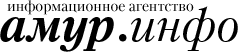 информационное агентство
амур.инфо